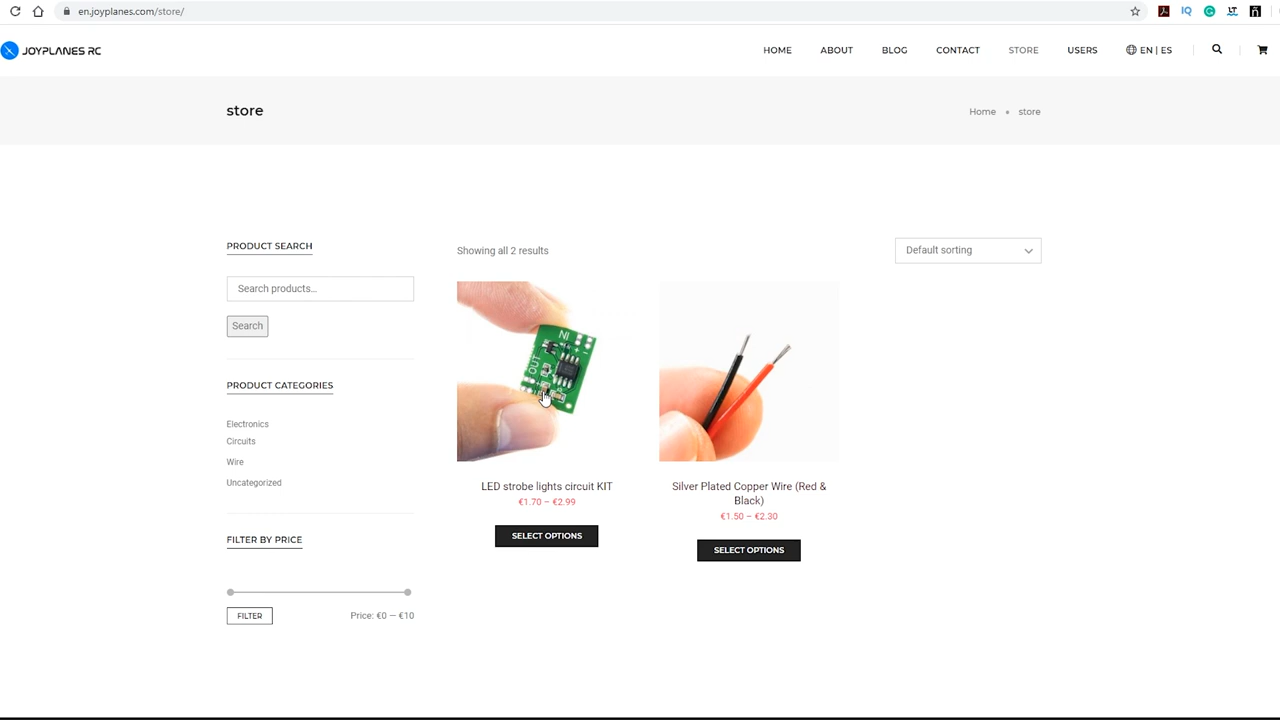 en.joyplanes.com/store/
JOYPLANES RC
HOME
ABOUT
BLOG
CONTACT
STORE
USERS
EN | ES
store
Home
store
PRODUCT SEARCH
Search products...
Search
PRODUCT CATEGORIES
Electronics
Circuits
Wire
Uncategorized
FILTER BY PRICE
FILTER
Price: €0 — €10
Showing all 2 results
Default sorting
IN
OUT
LED strobe lights circuit KIT
€1.70 – €2.99
SELECT OPTIONS
Silver Plated Copper Wire (Red &
Black)
€1.50 – €2.30
SELECT OPTIONS